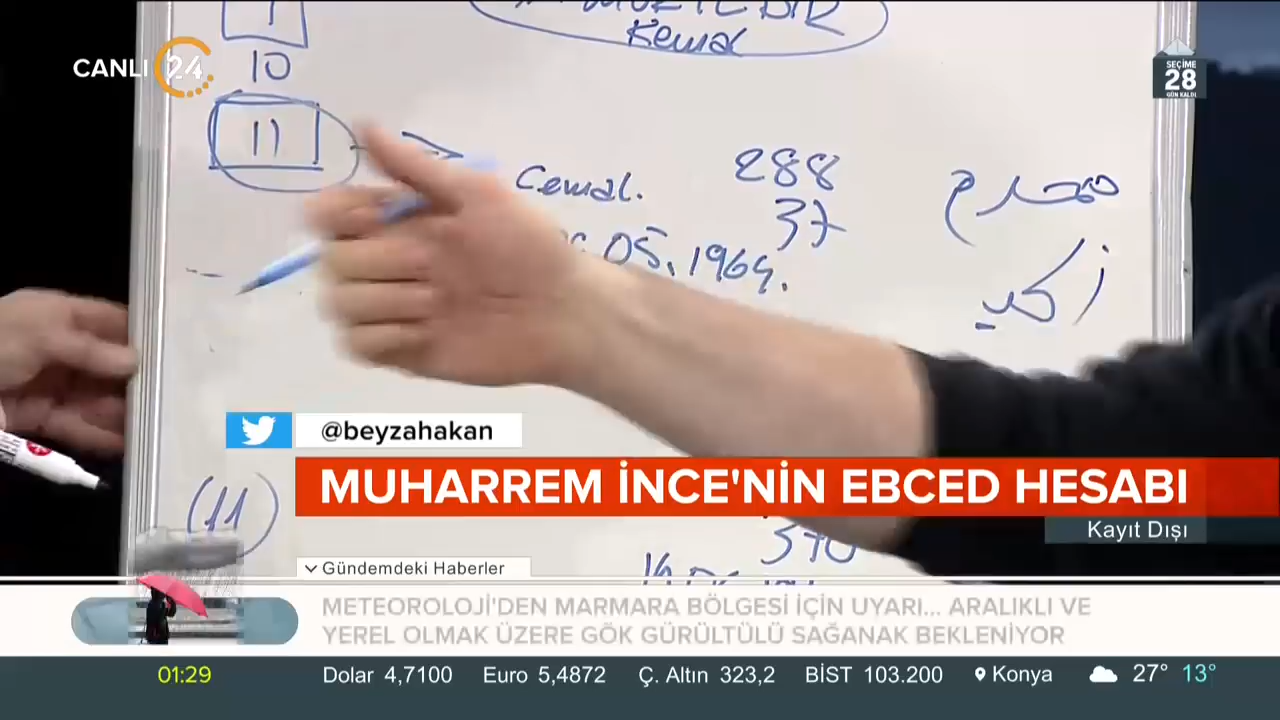 Kemal
CANLI 24
SEÇİME
28
GÜN KALDI
10
11
Cemal.
288
محرم
37
05.1964.
@beyzahakan
MUHARREM İNCE'NİN EBCED HESABI
Kayıt Dışı
(11)
370
Gündemdeki Haberler
METEOROLOJİ'DEN MARMARA BÖLGESİ İÇİN UYARI... ARALIKLI VE
YEREL OLMAK ÜZERE GÖK GÜRÜLTÜLÜ SAĞANAK BEKLENİYOR
01:29 Dolar 4,7100 Euro 5,4872 Ç. Altın 323,2 BİST 103.200 Konya 27° 13°